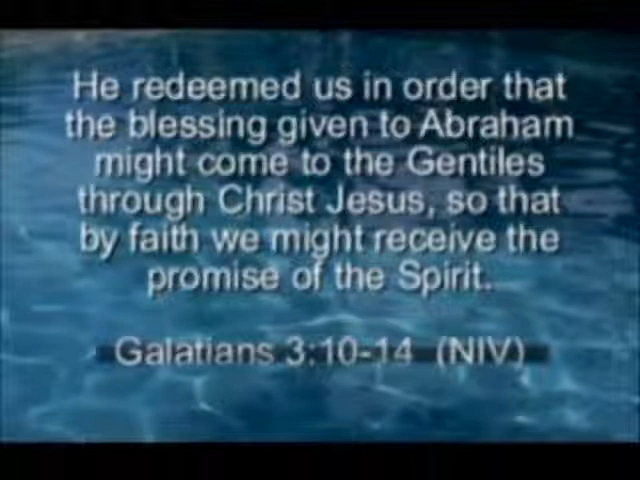 He redeemed us in order that
the blessing given to Abraham
might come to the Gentiles
through Christ Jesus, so that
by faith we might receive the
promise of the Spirit.
Galatians 3:10-14 (NIV)